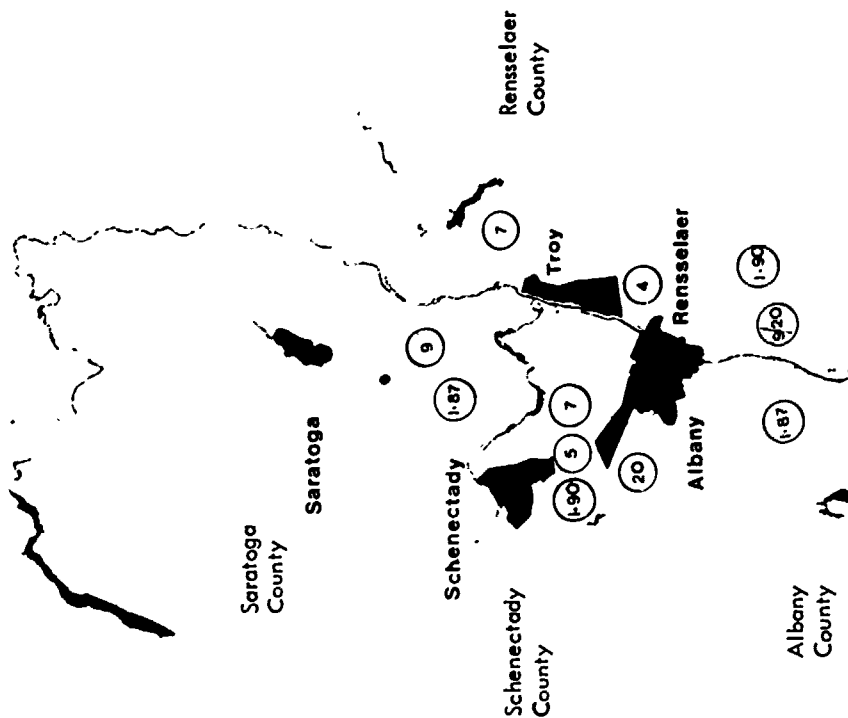 Saratoga
County
Saratoga
Rensselaer
County
9
I-87
7
Schenectady
Schenectady
County
Troy
7
5
I-90
4
20
Rensselaer
Albany
I-90
9/20
I-87
Albany
County